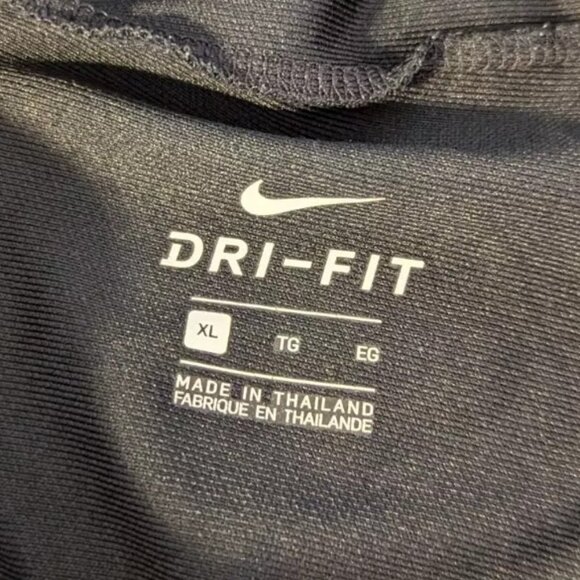 DRI-FIT
XL TG EG
MADE IN THAILAND
FABRIQUE EN THAILANDE